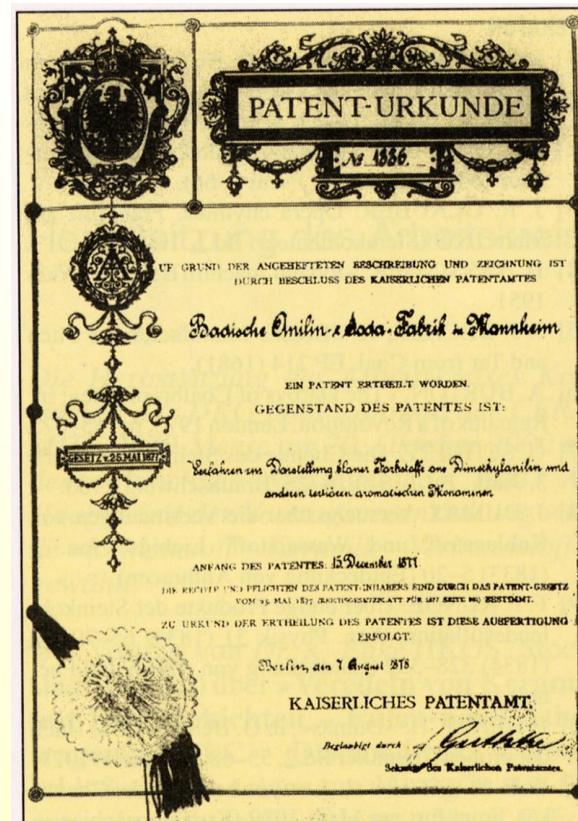 PATENT-URKUNDE
№ 1886.
AUF GRUND DER ANGEHEFTETEN BESCHREIBUNG UND ZEICHNUNG IST
DURCH BESCHLUSS DES KAISERLICHEN PATENTAMTES
Badische Anilin- & Soda-Fabrik in Mannheim
EIN PATENT ERTHEILT WORDEN.
GEGENSTAND DES PATENTES IST:
GESETZ v. 25. MAI 1877.
Verfahren zur Darstellung blauer Farbstoffe aus Dimethylanilin und
anderen tertiären aromatischen Monaminen.
ANFANG DES PATENTES: 15. December 1877.
DIE RECHTE UND PFLICHTEN DES PATENT-INHABERS SIND DURCH DAS PATENT-GESETZ
VOM 25. MAI 1877 (REICHSGESETZBLATT FÜR 1877 SEITE 501) BESTIMMT.
ZU URKUND DER ERTHEILUNG DES PATENTES IST DIESE AUSFERTIGUNG
ERFOLGT.
Berlin, den 7 August 1878.
KAISERLICHES PATENTAMT.
Beglaubigt durch
des Kaiserlichen Patentamtes.